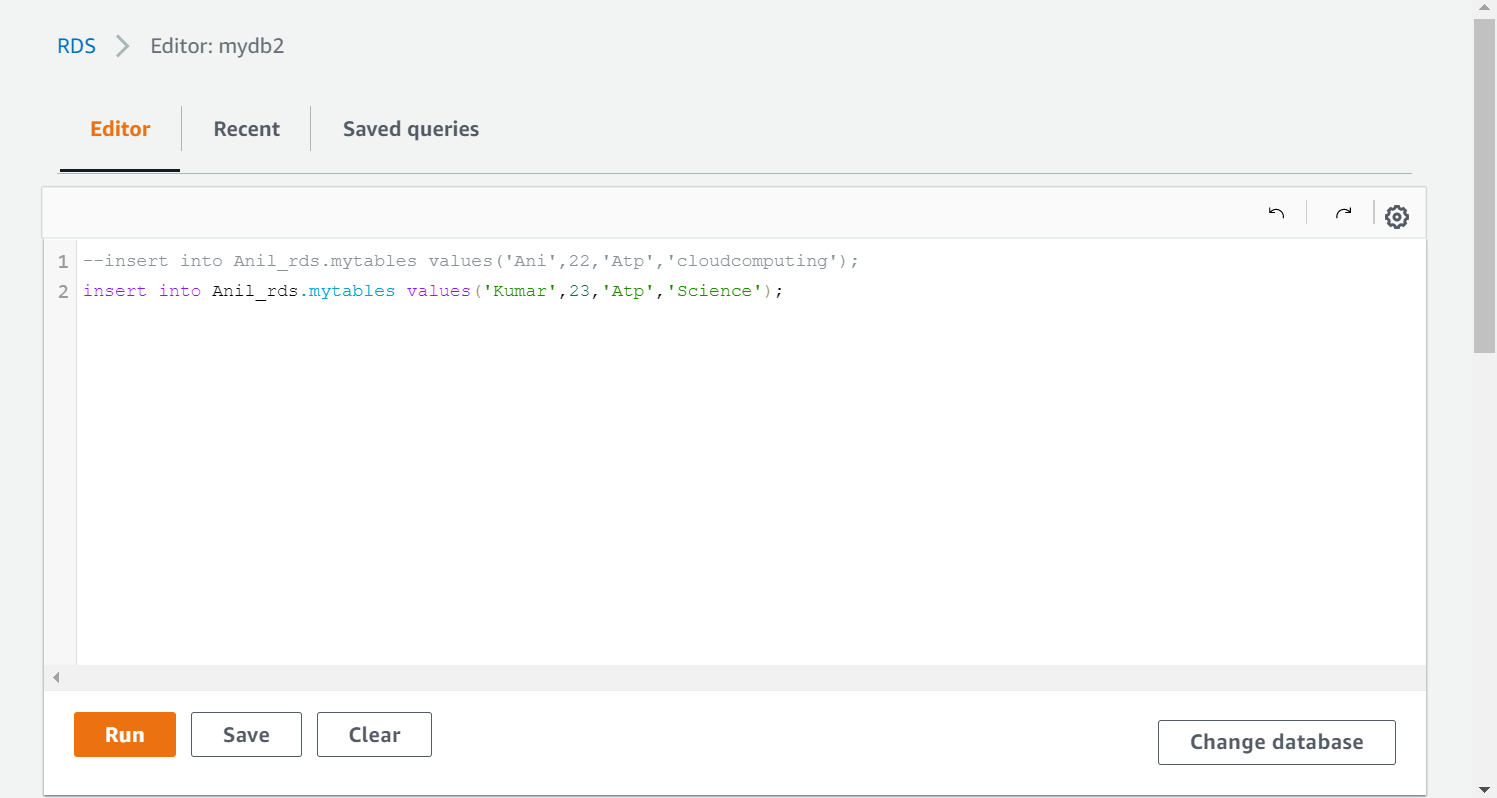 RDS > Editor: mydb2
Editor Recent Saved queries
1 --insert into Anil_rds.mytables values('Ani',22,'Atp','cloudcomputing');
2 insert into Anil_rds.mytables values('Kumar',23,'Atp','Science');
Run Save Clear Change database